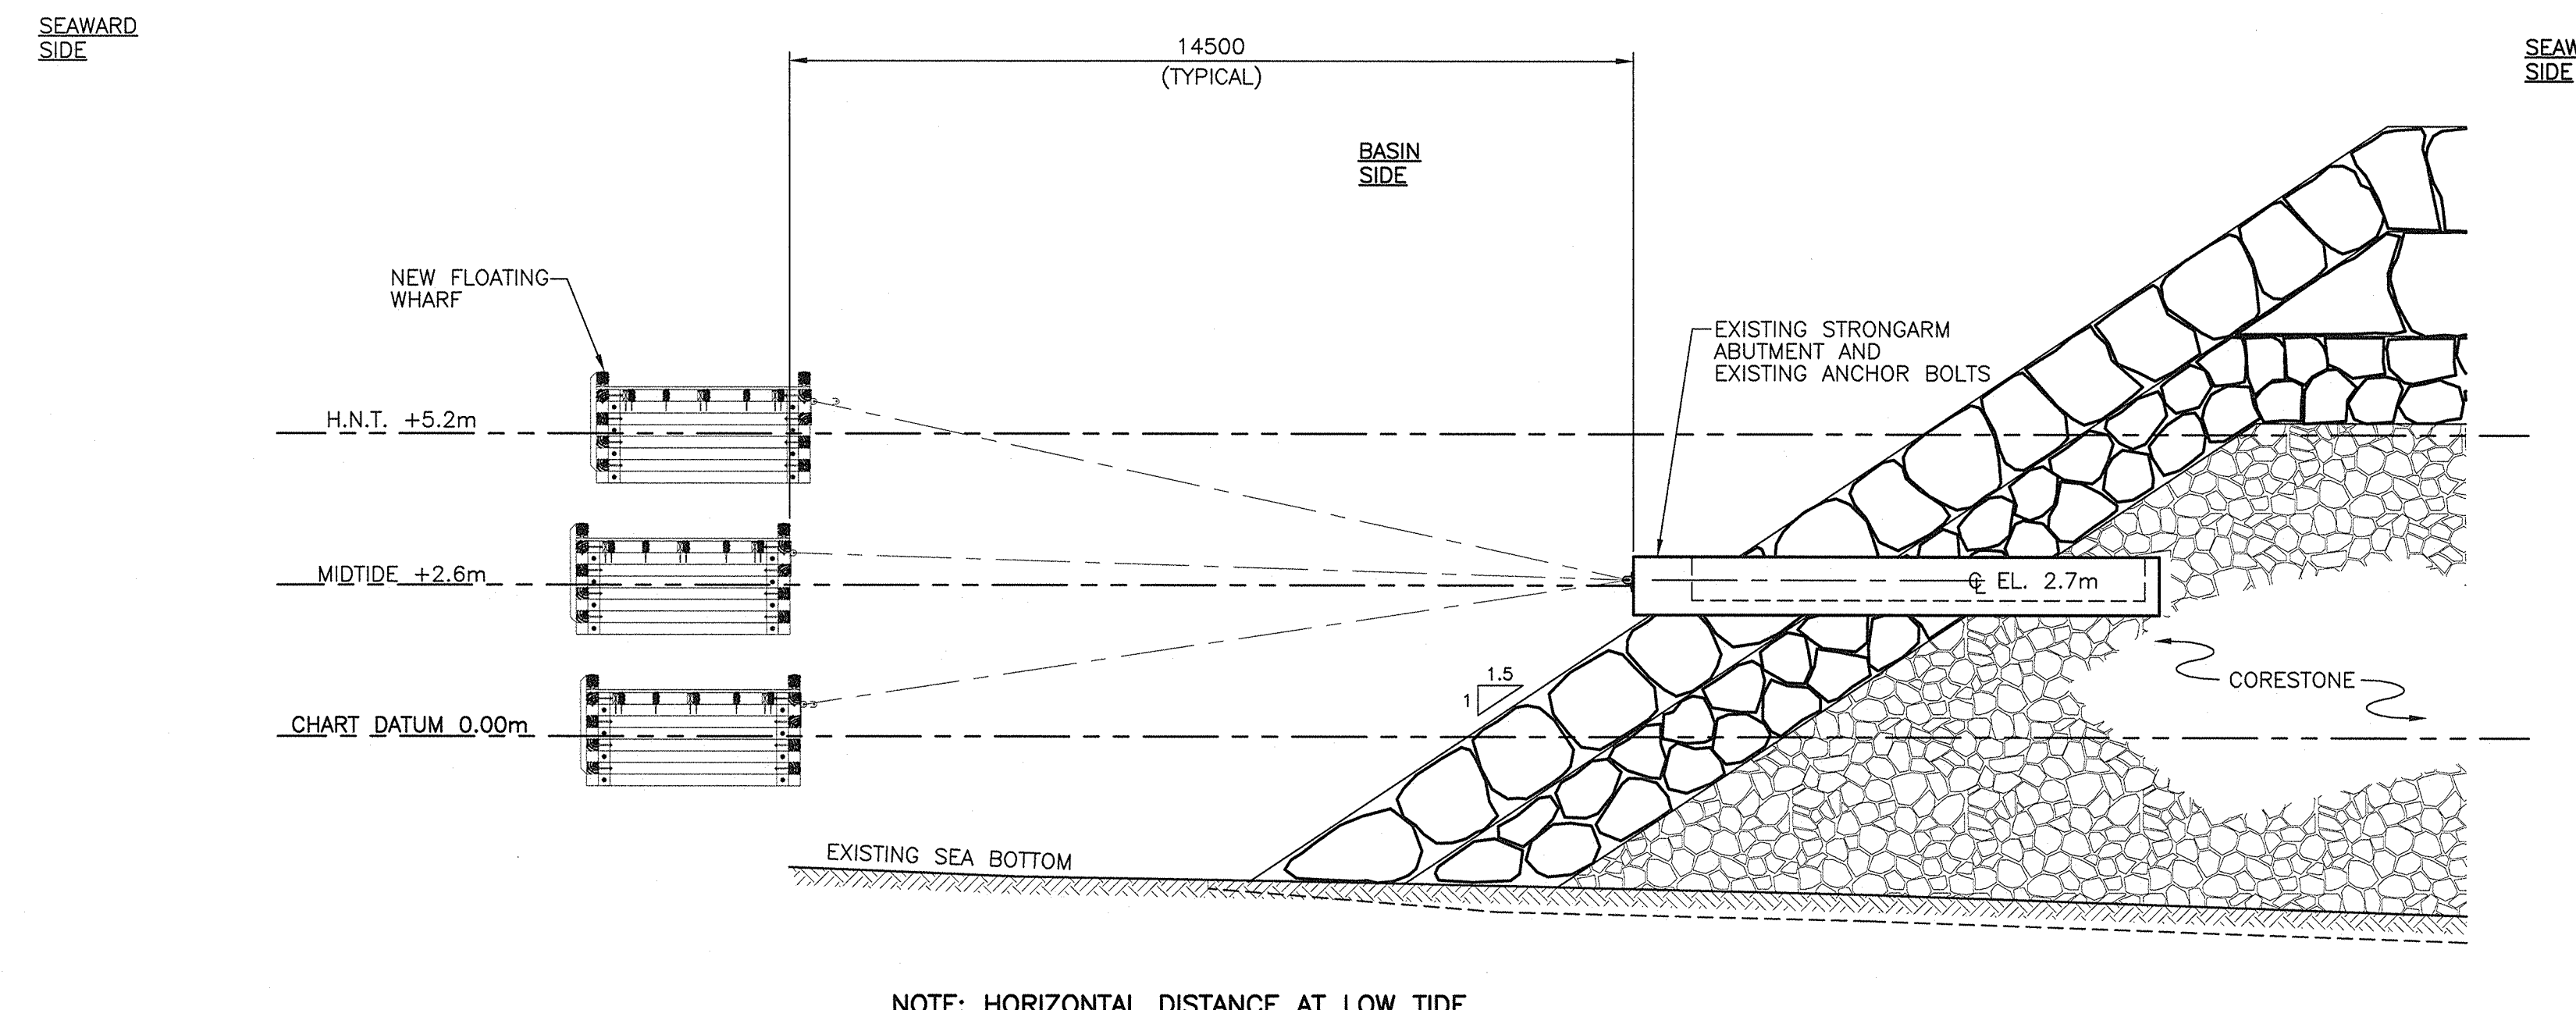 SEAWARD
SIDE
14500
(TYPICAL)
SIDE
BASIN
SIDE
NEW FLOATING
WHARF
EXISTING STRONGARM
ABUTMENT AND
EXISTING ANCHOR BOLTS
H.N.T. +5.2m
MIDTIDE +2.6m
℄ EL. 2.7m
1.5
1
CORESTONE
CHART DATUM 0.00m
EXISTING SEA BOTTOM
NOTE: HORIZONTAL DISTANCE AT LOW TIDE